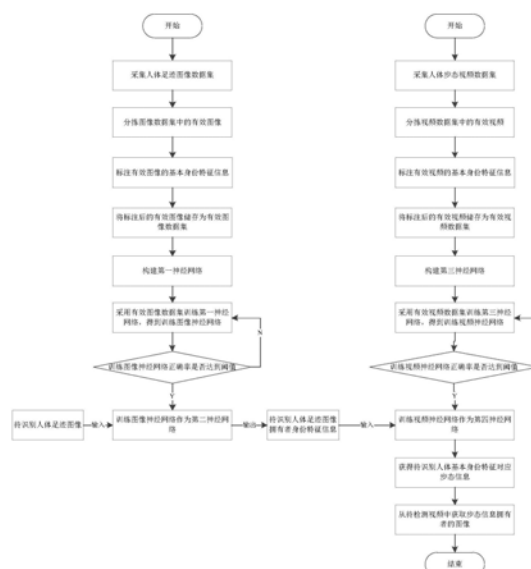 开始
采集人体足迹图像数据集
分拣图像数据集中的有效图像
标注有效图像的基本身份特征信息
将标注后的有效图像储存为有效图
像数据集
构建第一神经网络
采用有效图像数据集训练第一神经
网络，得到训练图像神经网络
N
训练图像神经网络正确率是否达到阈值
Y
待识别人体足迹图像
输入
训练图像神经网络作为第二神经网
络
输出
待识别人体足迹图像
拥有者身份特征信息
输入
开始
采集人体步态视频数据集
分拣视频数据集中的有效视频
标注有效视频的基本身份特征信息
将标注后的有效视频储存为有效视
频数据集
构建第三神经网络
采用有效视频数据集训练第三神经
网络，得到训练视频神经网络
训练视频神经网络正确率是否达到阈值
Y
训练视频神经网络作为第四神经网
络
获得待识别人体基本身份特征对应
步态信息
从待检测视频中获取步态信息拥有
者的图像
结束